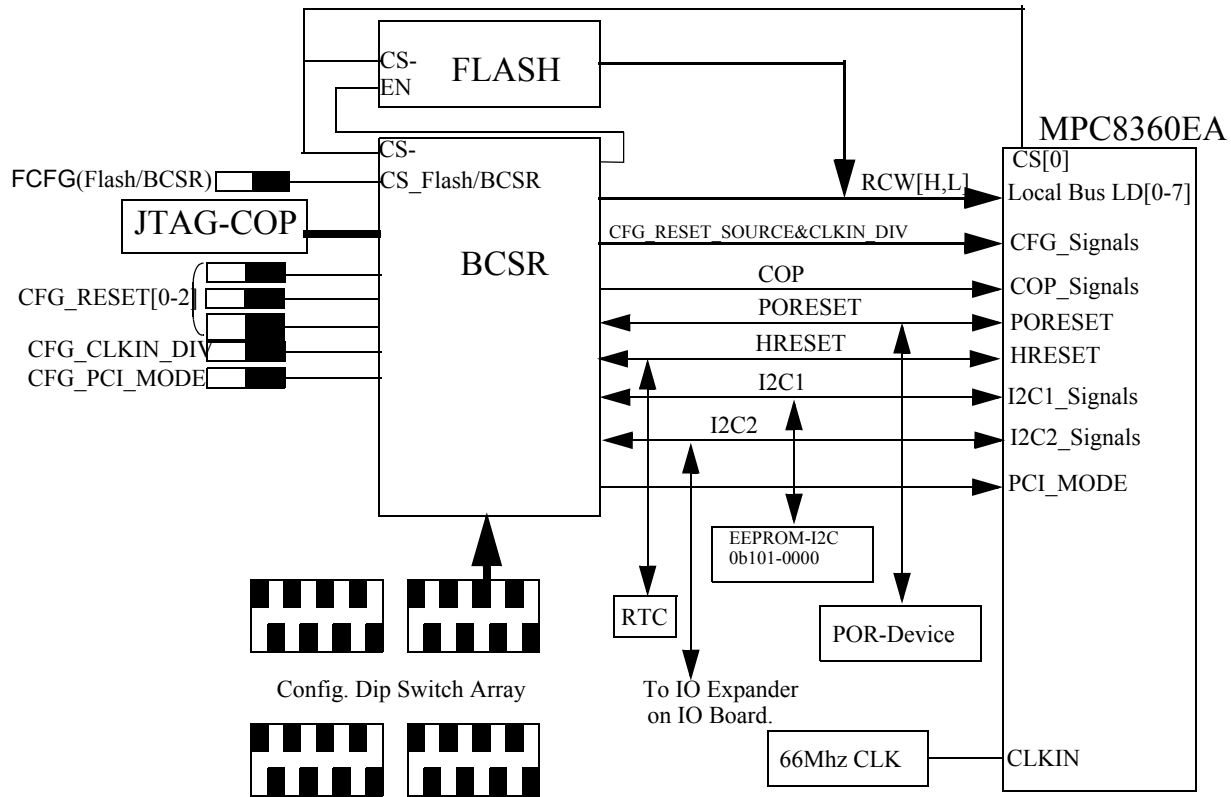 CS-
EN
FLASH
MPC8360EA
CS-
CS[0]
FCFG(Flash/BCSR)
CS_Flash/BCSR
RCW[H,L]
Local Bus LD[0-7]
JTAG-COP
CFG_RESET_SOURCE&CLKIN_DIV
CFG_Signals
BCSR
COP
COP_Signals
CFG_RESET[0-2]
PORESET
PORESET
HRESET
HRESET
CFG_CLKIN_DIV
CFG_PCI_MODE
I2C1
I2C1_Signals
I2C2
I2C2_Signals
PCI_MODE
EEPROM-I2C
0b101-0000
RTC
POR-Device
Config. Dip Switch Array
To IO Expander
on IO Board.
66Mhz CLK
CLKIN